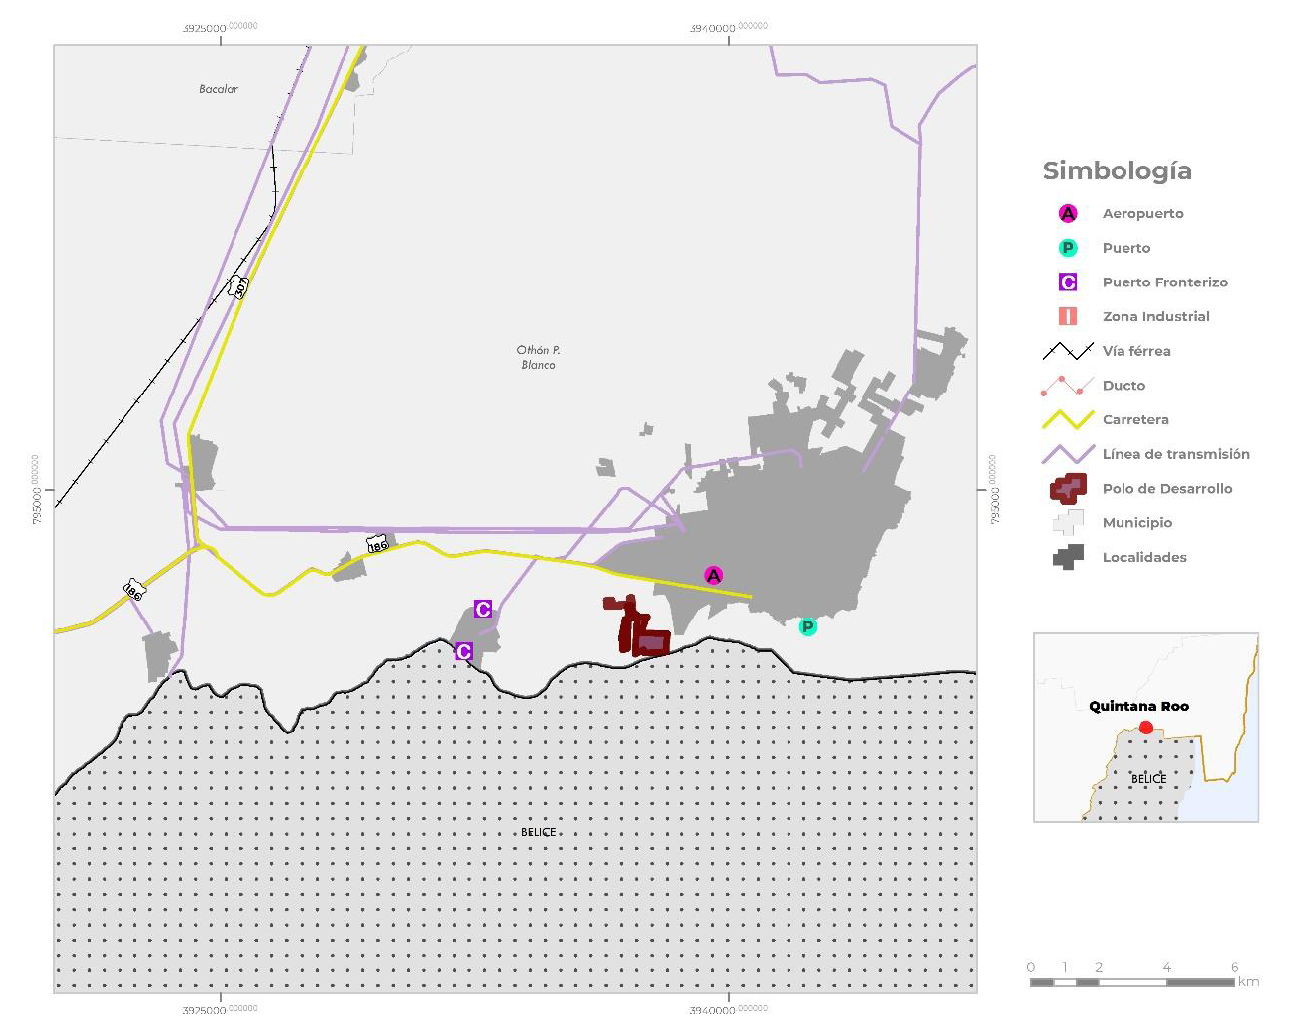 3925000.000000
3940000.000000
Bacalar
307
Othón P.
Blanco
795000.000000
795000.000000
186
186
A
C
C
P
BELICE
3925000.000000
3940000.000000
Simbología
A Aeropuerto
P Puerto
C Puerto Fronterizo
I Zona Industrial
Vía férrea
Ducto
Carretera
Línea de transmisión
Polo de Desarrollo
Municipio
Localidades
Quintana Roo
BELICE
0 1 2 4 6
km